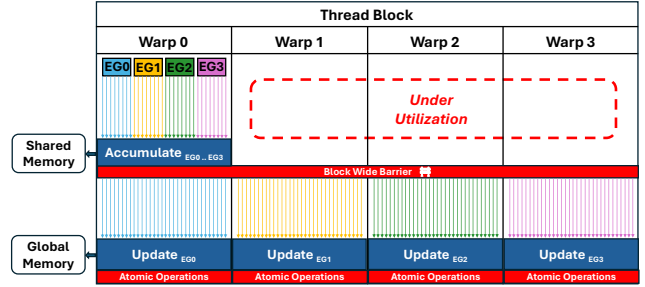 Thread Block
Warp 0 Warp 1 Warp 2 Warp 3
EG0 EG1 EG2 EG3
Under
Utilization
Shared
Memory
Accumulate EG0 .. EG3
Block Wide Barrier
Global
Memory
Update EG0 Update EG1 Update EG2 Update EG3
Atomic Operations Atomic Operations Atomic Operations Atomic Operations